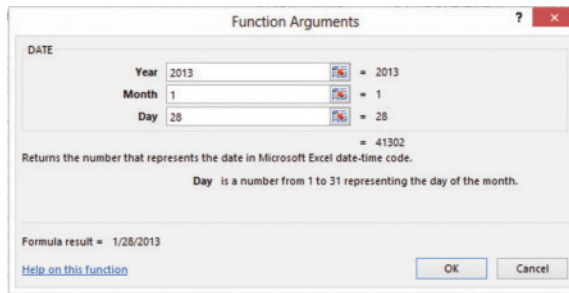 Function Arguments ? ×
DATE
Year 2013 = 2013
Month 1 = 1
Day 28 = 28
= 41302
Returns the number that represents the date in Microsoft Excel date-time code.
Day is a number from 1 to 31 representing the day of the month.
Formula result = 1/28/2013
Help on this function OK Cancel